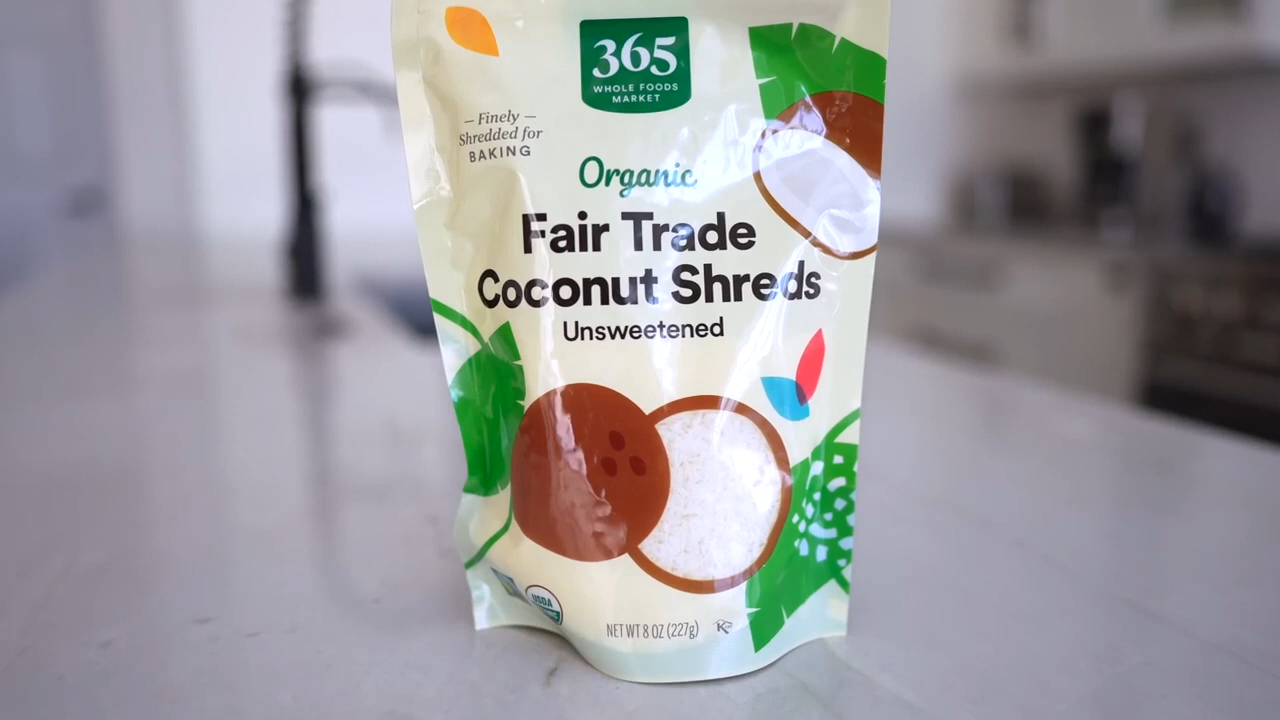 365
WHOLE FOODS
MARKET
— Finely —
Shredded for
BAKING
Organic
Fair Trade
Coconut Shreds
Unsweetened
USDA
NET WT 8 OZ (227g)
K